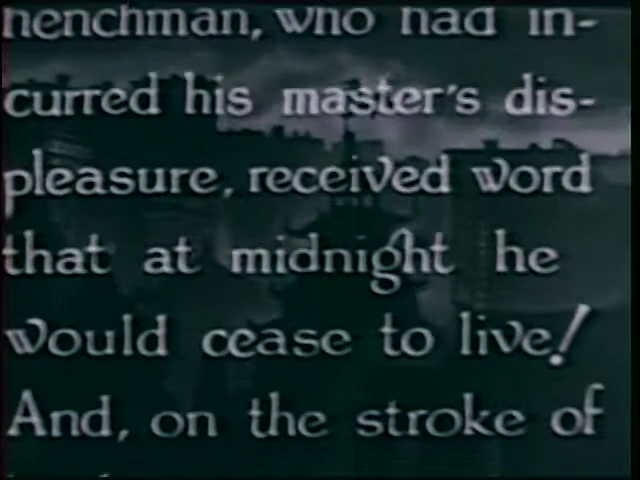 henchman, who had in-
curred his master's dis-
pleasure, received word
that at midnight he
would cease to live!
And, on the stroke of